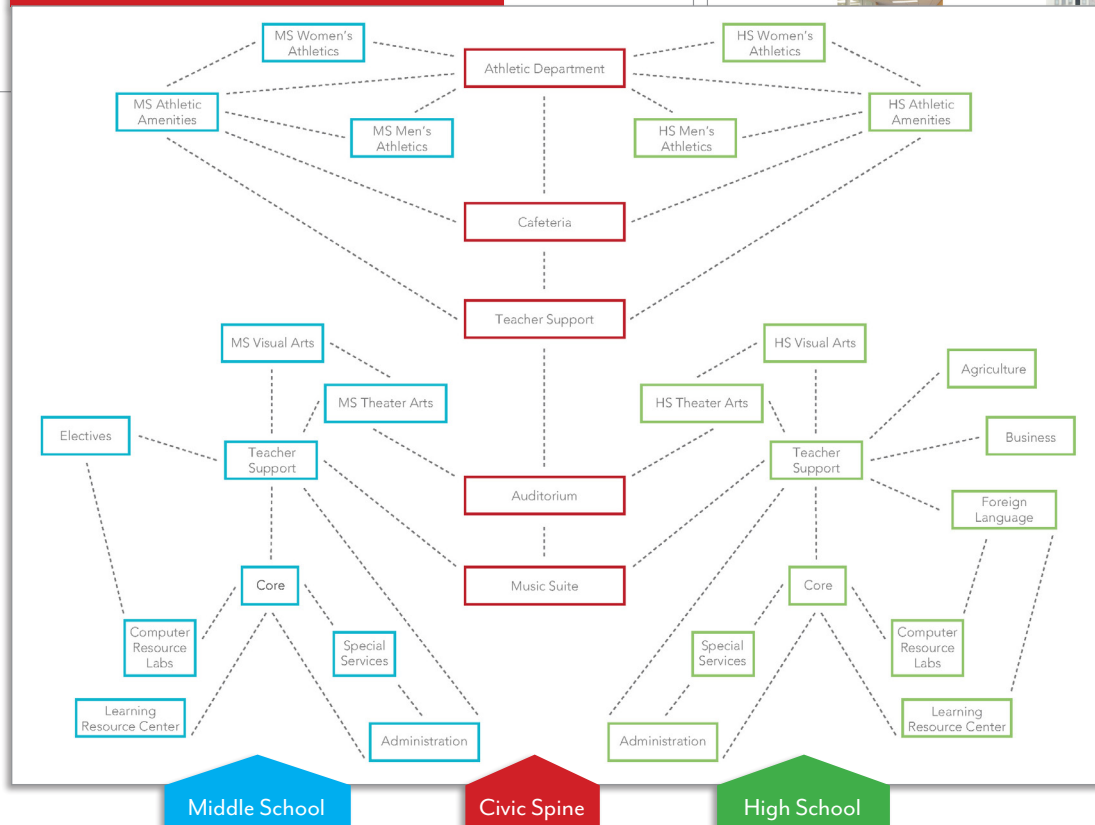 MS Women's
Athletics
HS Women's
Athletics
Athletic Department
MS Athletic
Amenities
HS Athletic
Amenities
MS Men's
Athletics
HS Men's
Athletics
Cafeteria
Teacher Support
MS Visual Arts
HS Visual Arts
Agriculture
MS Theater Arts
HS Theater Arts
Electives
Business
Teacher
Support
Teacher
Support
Auditorium
Foreign
Language
Core
Music Suite
Core
Computer
Resource
Labs
Special
Services
Special
Services
Computer
Resource
Labs
Learning
Resource Center
Learning
Resource Center
Administration
Administration
Middle School
Civic Spine
High School